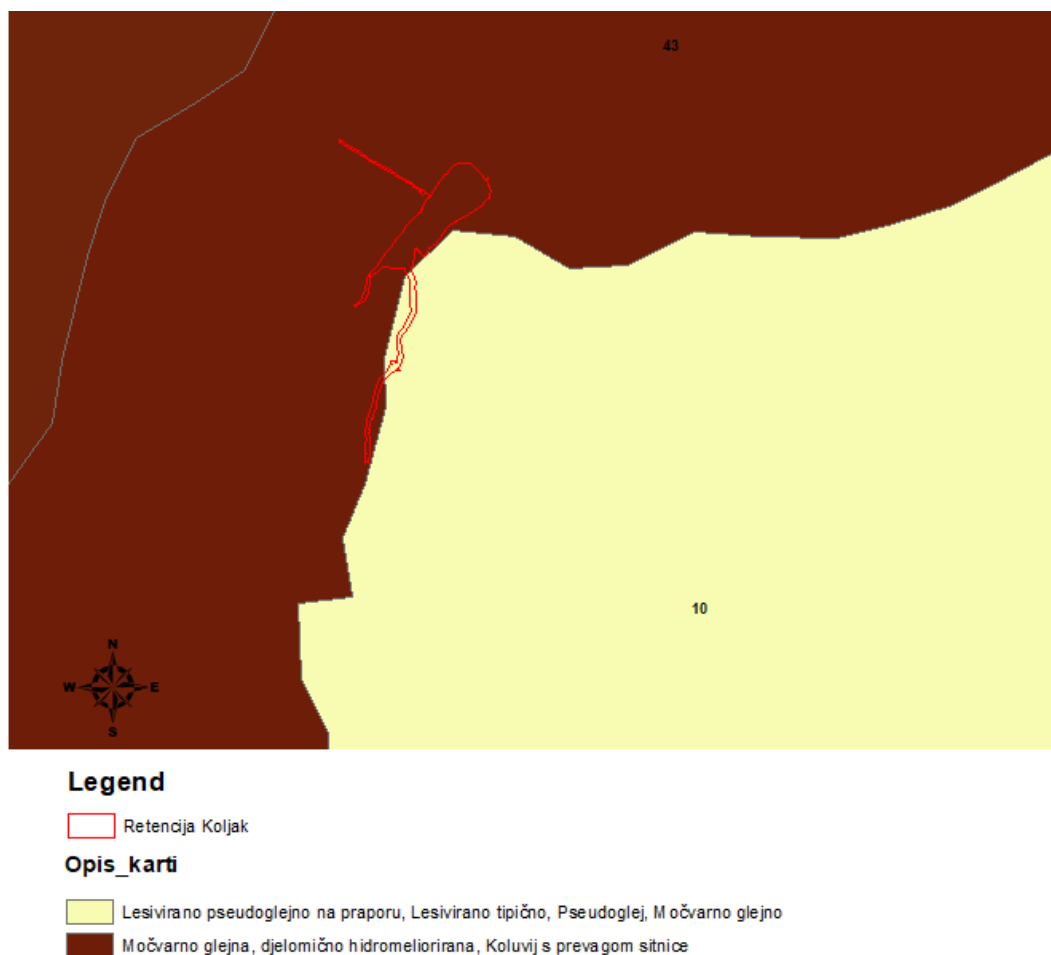 43
10
N
W E
S
Legend
Retencija Koljak
Opis_karti
Lesivirano pseudoglejno na praporu, Lesivirano tipično, Pseudoglej, Močvarno glejno
Močvarno glejna, djelomično hidromeliorirana, Koluvij s prevagom sitnice